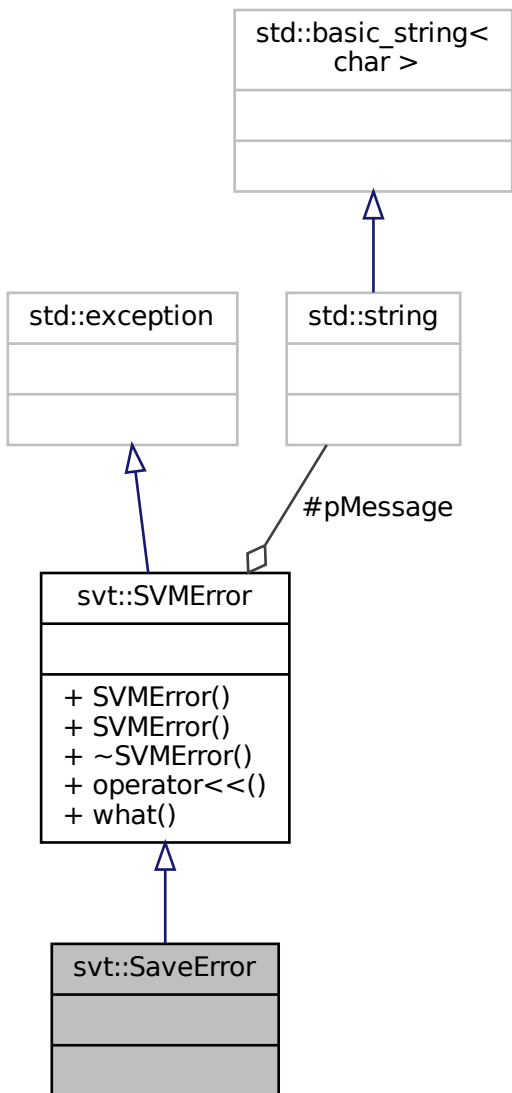 std::basic_string<
char >
std::exception
std::string
#pMessage
svt::SVMError
+ SVMError()
+ SVMError()
+ ~SVMError()
+ operator<<()
+ what()
svt::SaveError